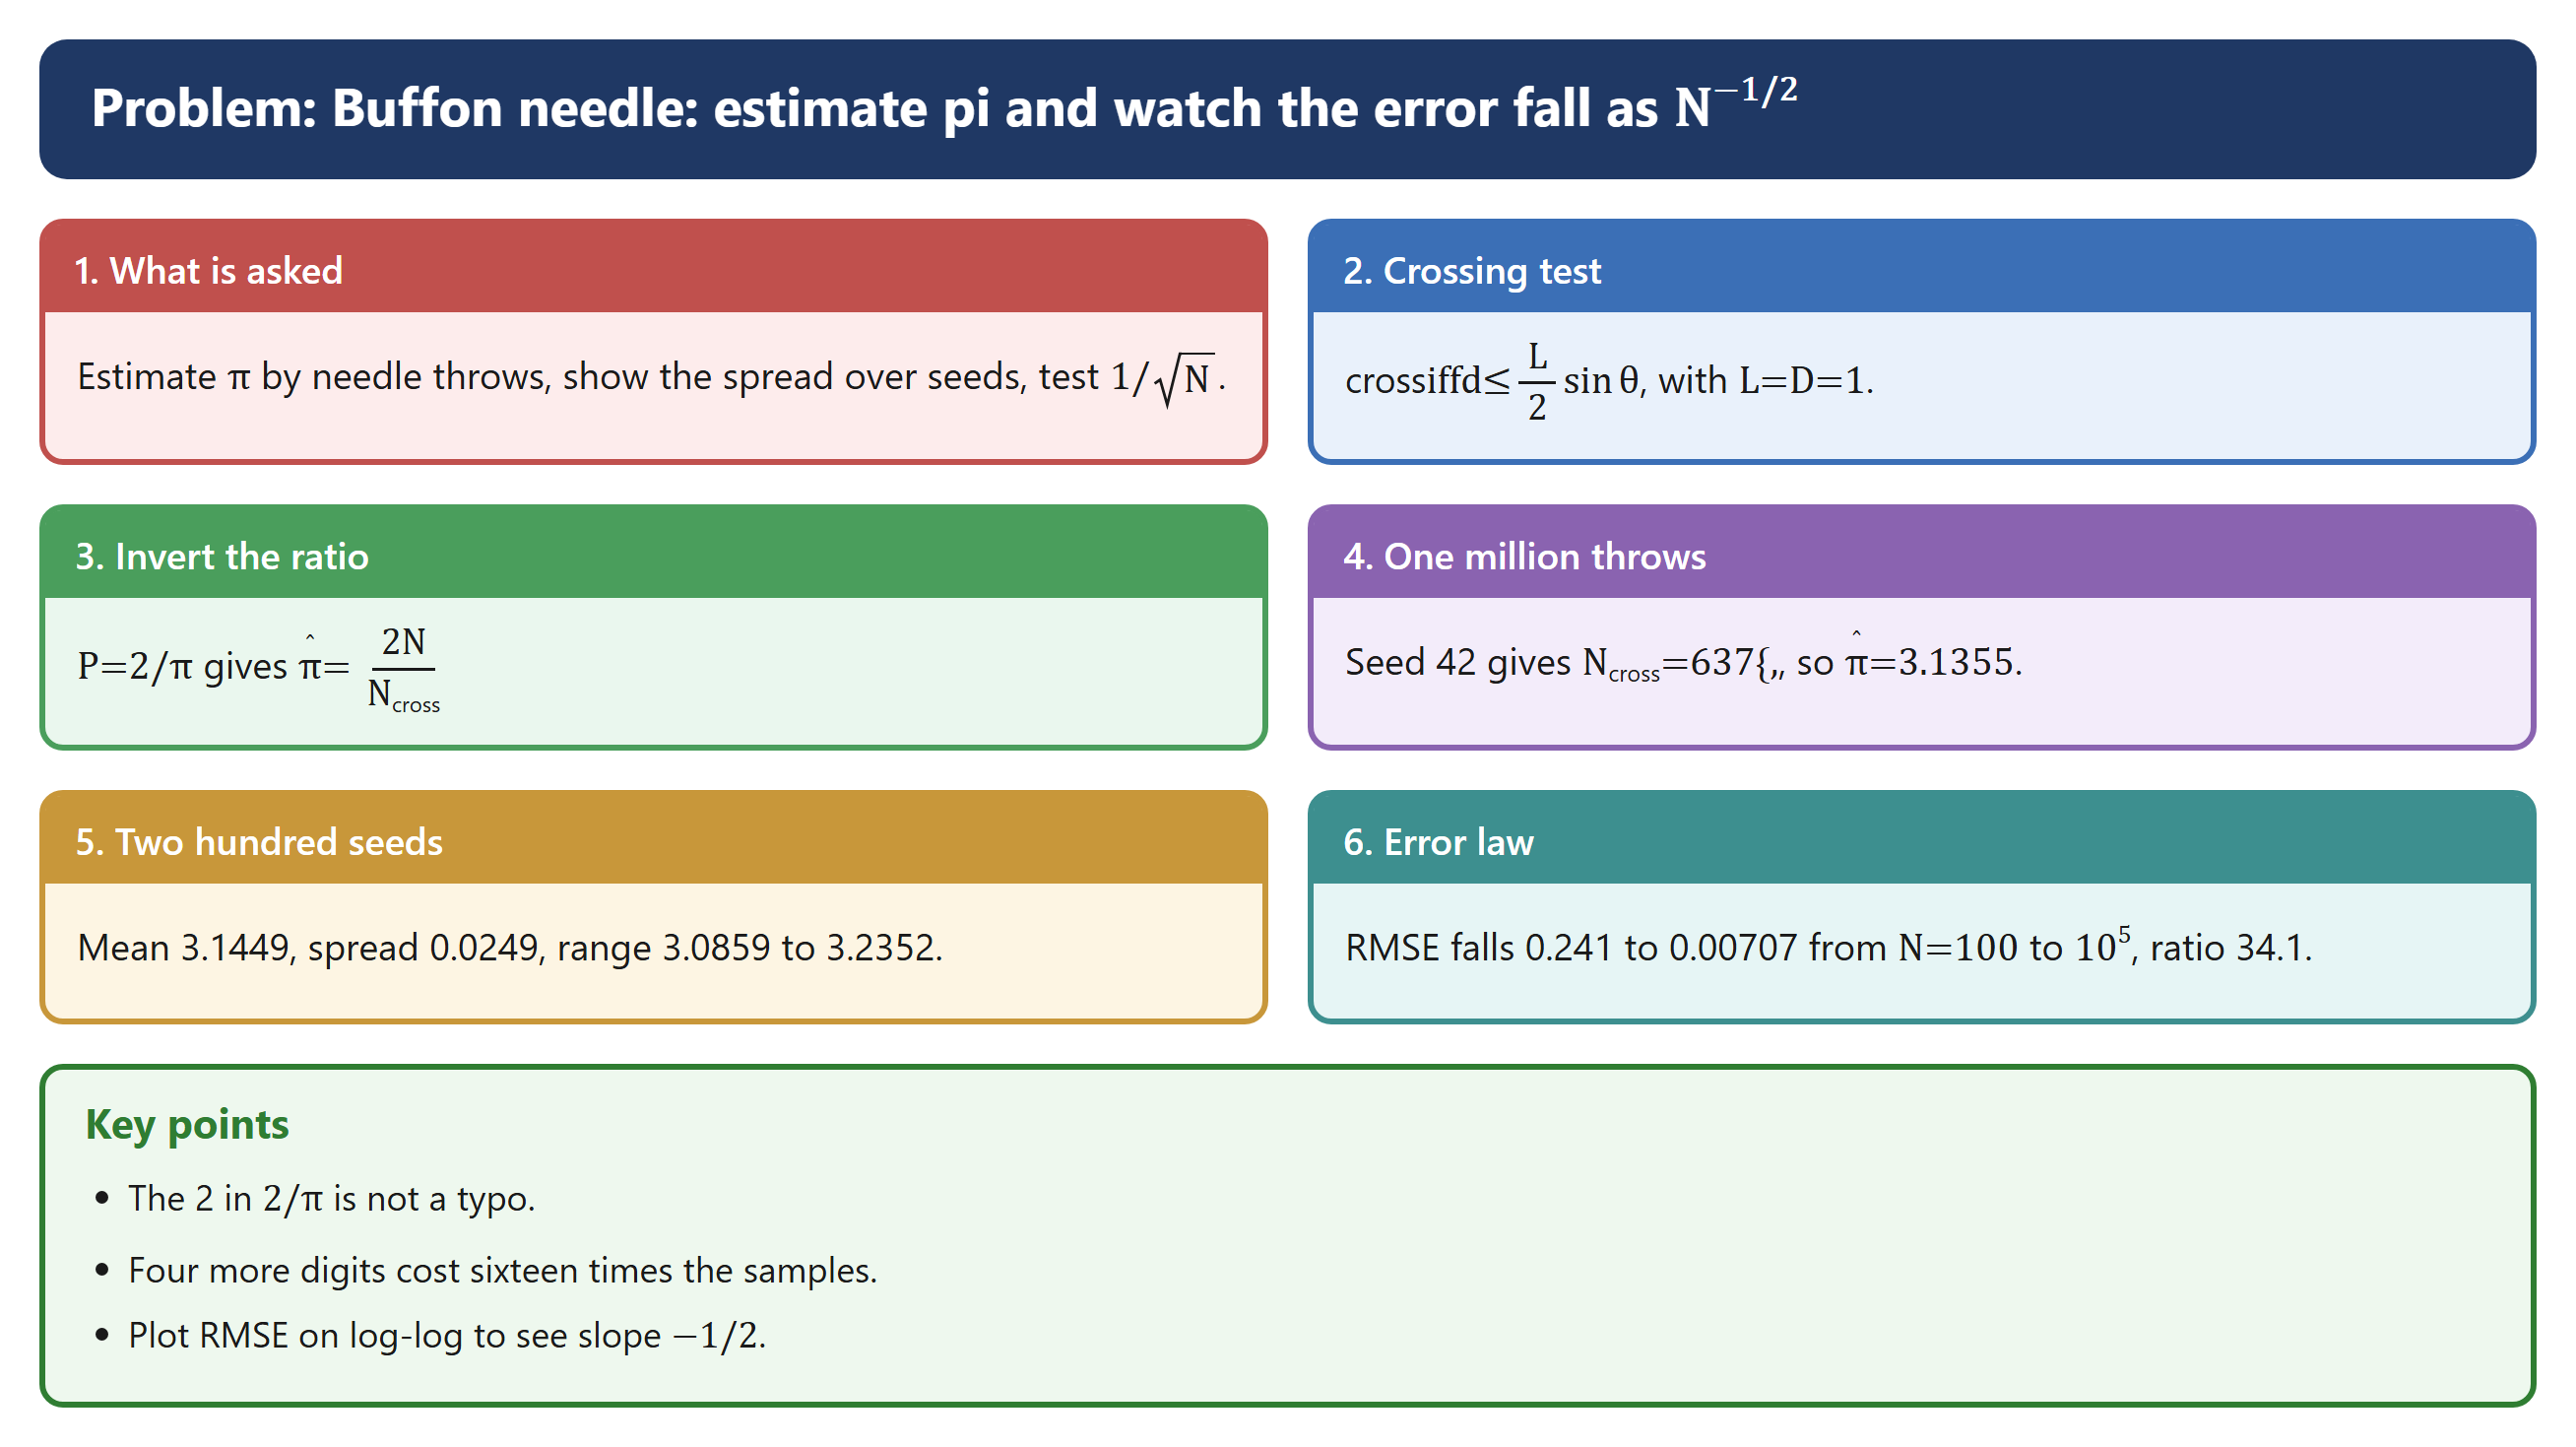 Problem: Buffon needle: estimate pi and watch the error fall as N^{−1/2}
1. What is asked
Estimate π by needle throws, show the spread over seeds, test 1/√N.
2. Crossing test
crossiffd≤ L/2 sin θ, with L=D=1.
3. Invert the ratio
P=2/π gives π̂= 2N/N_cross
4. One million throws
Seed 42 gives N_cross=637{,, so π̂=3.1355.
5. Two hundred seeds
Mean 3.1449, spread 0.0249, range 3.0859 to 3.2352.
6. Error law
RMSE falls 0.241 to 0.00707 from N=100 to 10^5, ratio 34.1.
Key points
• The 2 in 2/π is not a typo.
• Four more digits cost sixteen times the samples.
• Plot RMSE on log-log to see slope −1/2.